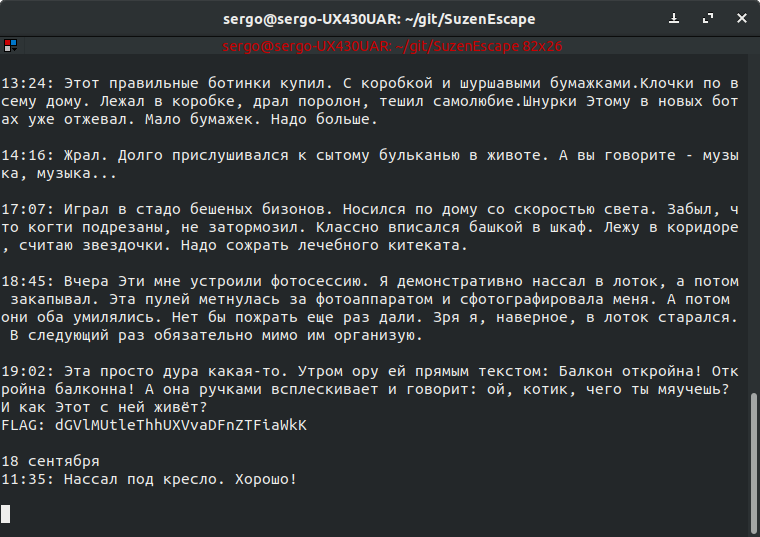 sergo@sergo-UX430UAR: ~/git/SuzenEscape
sergo@sergo-UX430UAR: ~/git/SuzenEscape 82x26
13:24: Этот правильные ботинки купил. С коробкой и шуршавыми бумажками.Клочки по в
сему дому. Лежал в коробке, драл поролон, тешил самолюбие.Шнурки Этому в новых бот
ах уже отжевал. Мало бумажек. Надо больше.
14:16: Жрал. Долго прислушивался к сытому бульканью в животе. А вы говорите - музы
ка, музыка...
17:07: Играл в стадо бешеных бизонов. Носился по дому со скоростью света. Забыл, ч
то когти подрезаны, не затормозил. Классно вписался башкой в шкаф. Лежу в коридоре
, считаю звездочки. Надо сожрать лечебного китеката.
18:45: Вчера Эти мне устроили фотосессию. Я демонстративно нассал в лоток, а потом
закапывал. Эта пулей метнулась за фотоаппаратом и сфотографировала меня. А потом
они оба умилялись. Нет бы пожрать еще раз дали. Зря я, наверное, в лоток старался.
В следующий раз обязательно мимо им организую.
19:02: Эта просто дура какая-то. Утром ору ей прямым текстом: Балкон откройна! Отк
ройна балконна! А она ручками всплескивает и говорит: ой, котик, чего ты мяучешь?
И как Этот с ней живёт?
FLAG: dGVlMUtleThhUXVvaDFnZTFiaWkK
18 сентября
11:35: Нассал под кресло. Хорошо!